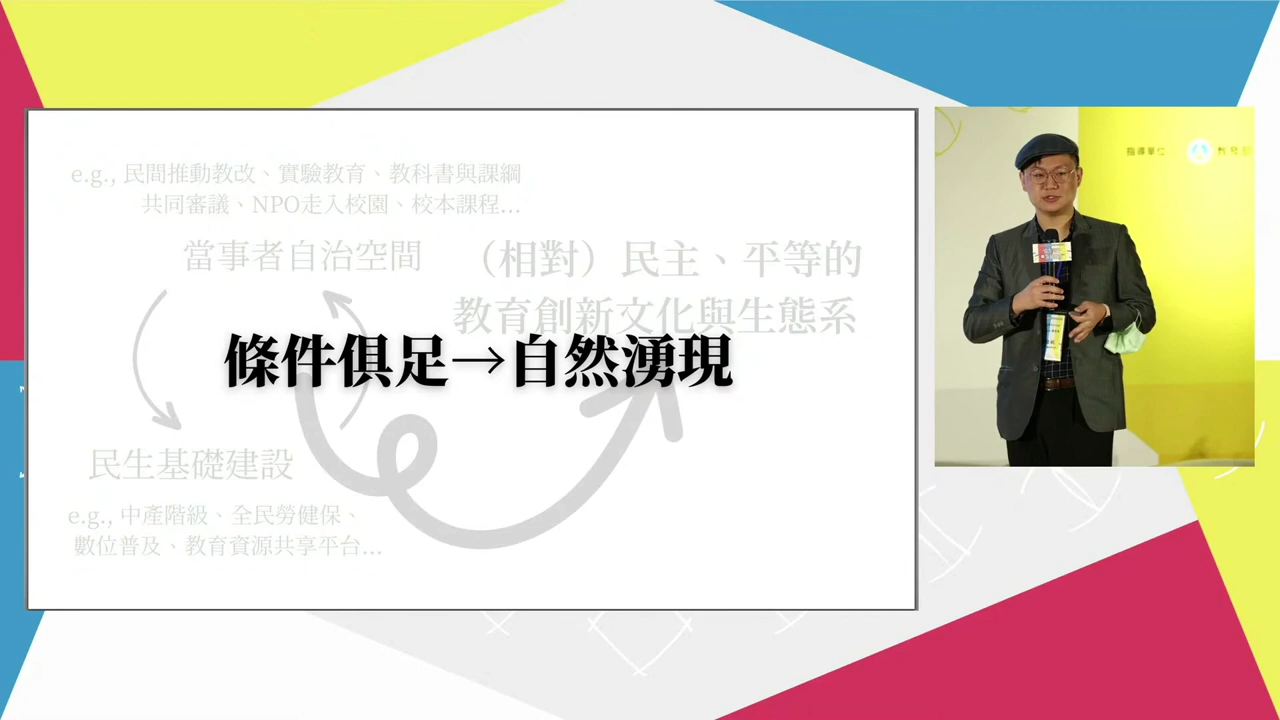 e.g., 民間推動教改、實驗教育、教科書與課綱
共同審議、NPO走入校園、校本課程...
當事者自治空間
（相對）民主、平等的
教育創新文化與生態系
條件俱足→自然湧現
民生基礎建設
e.g., 中產階級、全民勞健保、
數位普及、教育資源共享平台...
指導單位